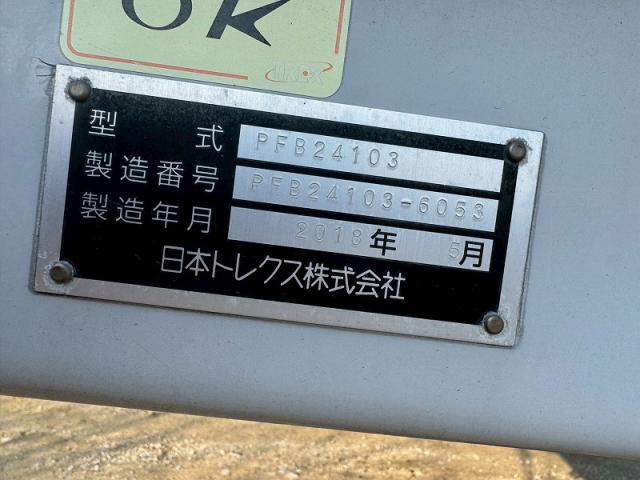 OK
TREX
型式 PFB24103
製造番号 PFB24103-6053
製造年月 2018年 5月
日本トレクス株式会社